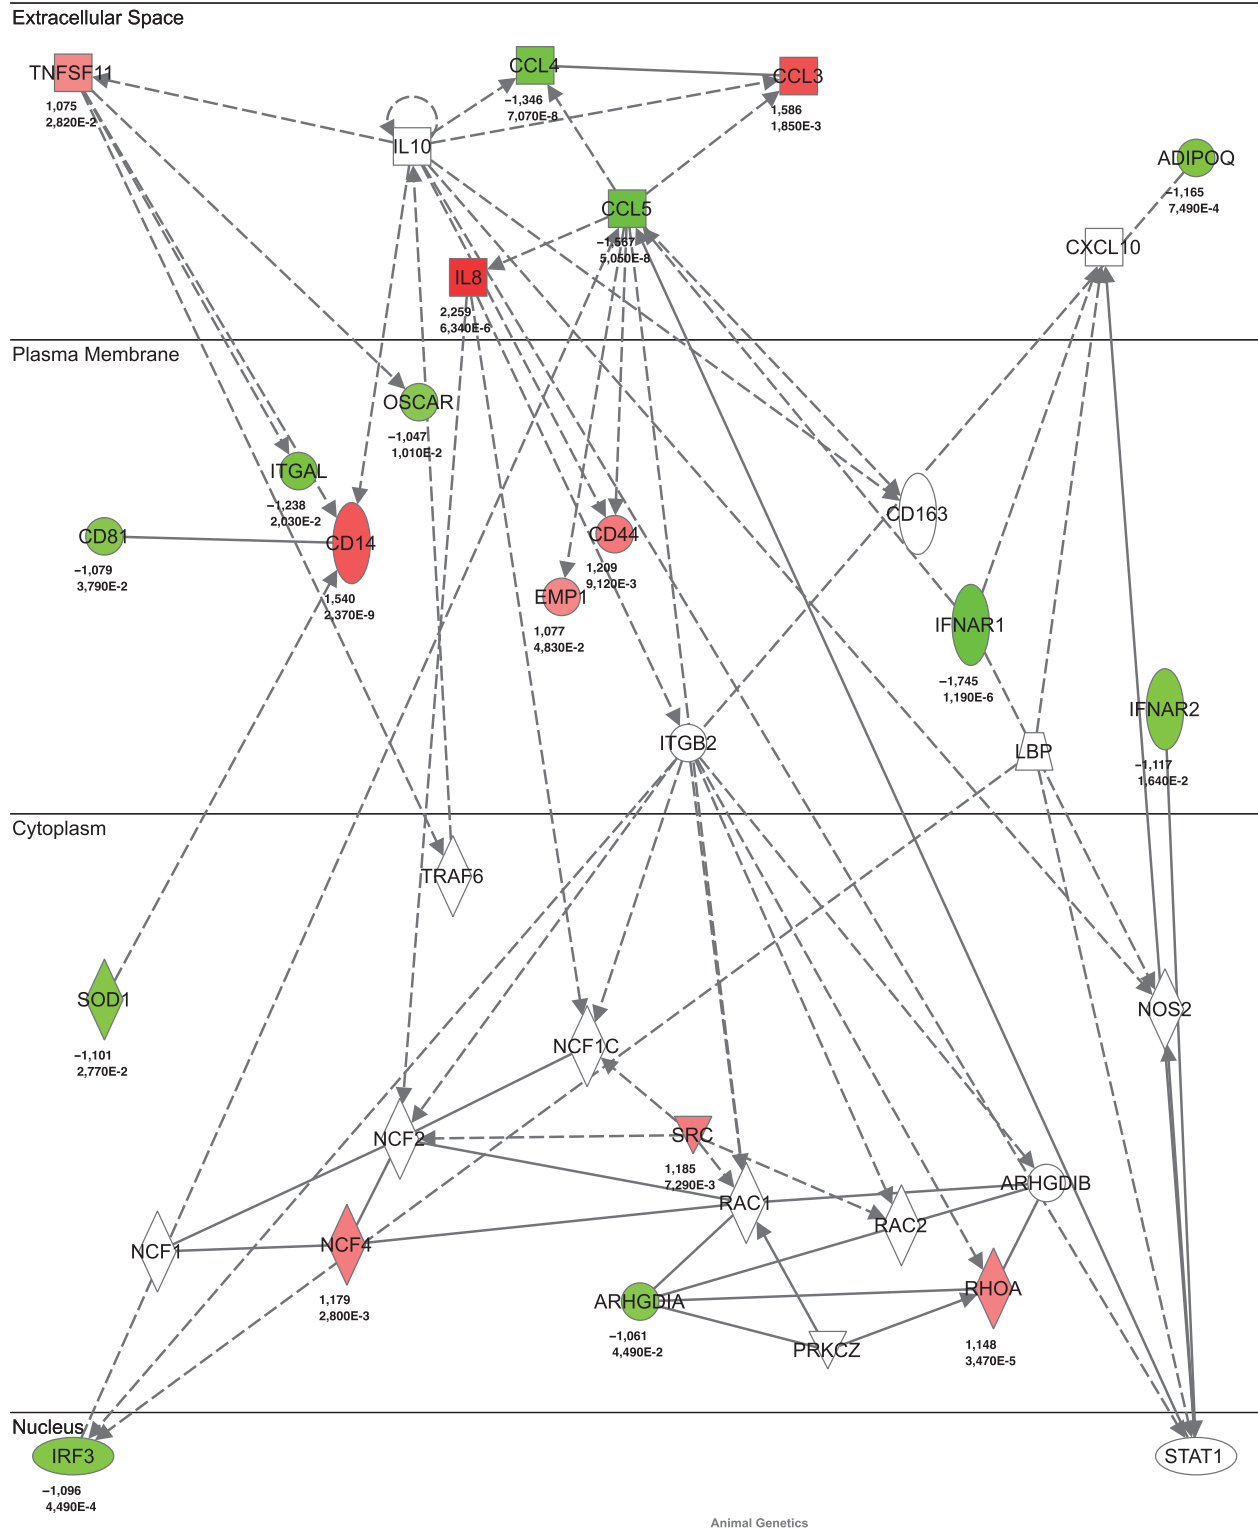 Extracellular Space
CCL4
TNFSF11
CCL3
−1,346
7,070E-8
1,075
2,820E-2
1,586
1,850E-3
IL10
ADIPOQ
−1,165
7,490E-4
CCL5
−1,567
5,050E-8
CXCL10
IL8
2,259
6,340E-6
Plasma Membrane
OSCAR
−1,047
1,010E-2
ITGAL
−1,238
2,030E-2
CD163
CD81
−1,079
3,790E-2
CD14
1,540
2,370E-9
CD44
1,209
9,120E-3
EMP1
1,077
4,830E-2
IFNAR1
−1,745
1,190E-6
IFNAR2
−1,117
1,640E-2
ITGB2
LBP
Cytoplasm
TRAF6
SOD1
−1,101
2,770E-2
NOS2
NCF1C
NCF2
SRC
1,185
7,290E-3
ARHGDIB
RAC1
RAC2
NCF1
NCF4
1,179
2,800E-3
ARHGDIA
−1,061
4,490E-2
RHOA
1,148
3,470E-5
PRKCZ
Nucleus
IRF3
−1,096
4,490E-4
STAT1
Animal Genetics